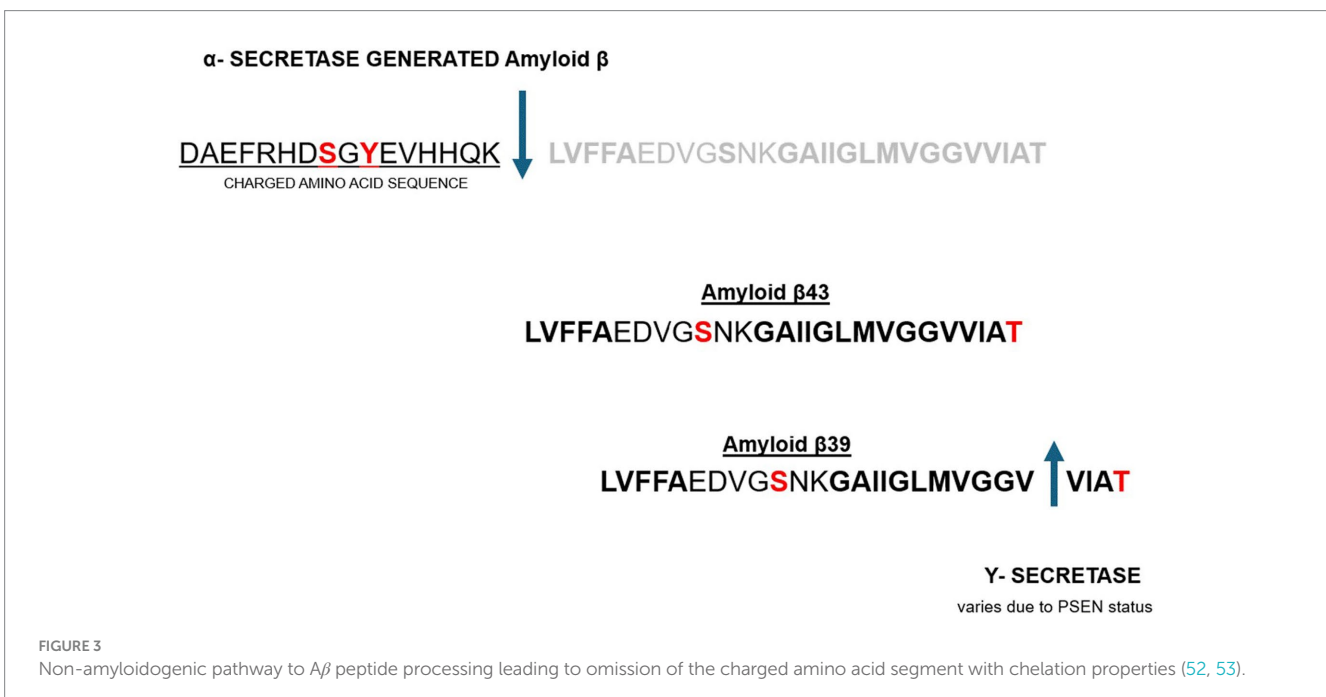 α- SECRETASE GENERATED Amyloid β
DAEFRHDSGYEVHHQK LVFFAEDVGSNKGAIIGLMVGGVVIAT
CHARGED AMINO ACID SEQUENCE
Amyloid β43
LVFFAEDVGSNKGAIIGLMVGGVVIAT
Amyloid β39
LVFFAEDVGSNKGAIIGLMVGGV VIAT
Y- SECRETASE
varies due to PSEN status
FIGURE 3
Non-amyloidogenic pathway to Aβ peptide processing leading to omission of the charged amino acid segment with chelation properties (52, 53).